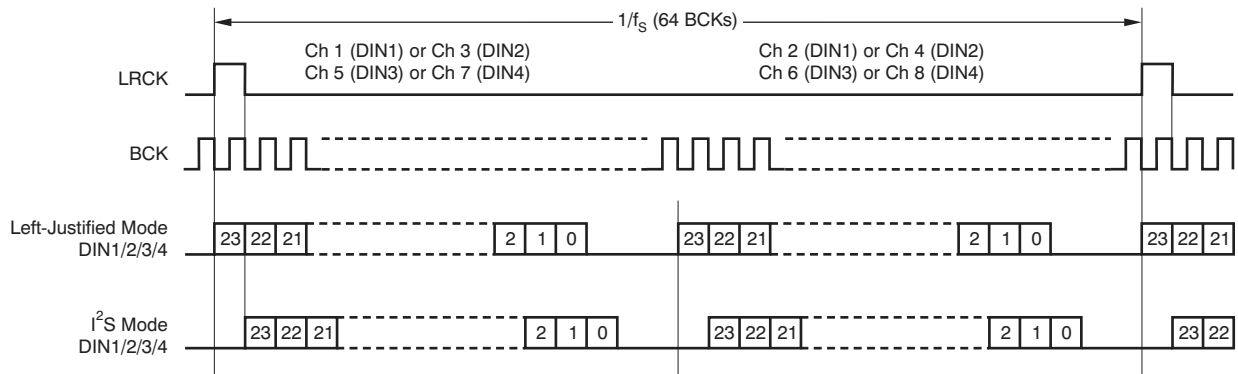 1/fS (64 BCKs)
Ch 1 (DIN1) or Ch 3 (DIN2)
Ch 5 (DIN3) or Ch 7 (DIN4)
Ch 2 (DIN1) or Ch 4 (DIN2)
Ch 6 (DIN3) or Ch 8 (DIN4)
LRCK
BCK
Left-Justified Mode
DIN1/2/3/4
23 22 21 2 1 0 23 22 21 2 1 0 23 22 21
I²S Mode
DIN1/2/3/4
23 22 21 2 1 0 23 22 21 2 1 0 23 22